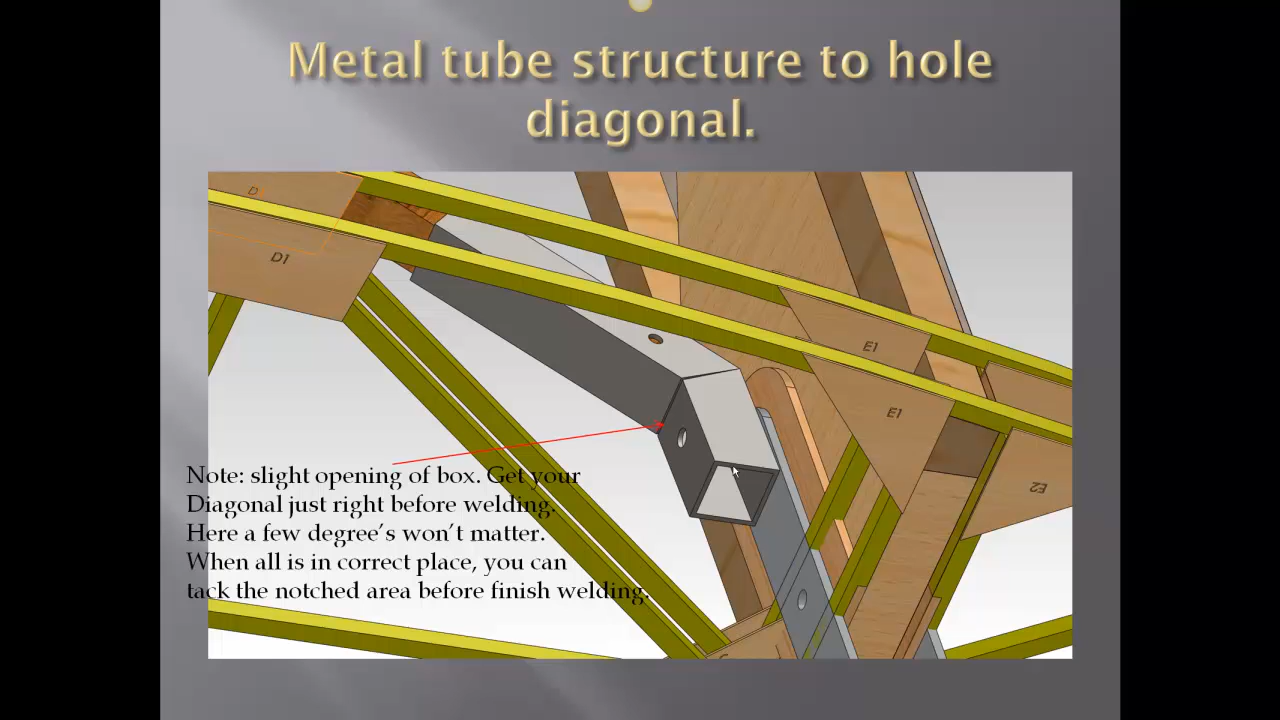 Metal tube structure to hole
diagonal.
D
D1
E1
E1
E2
Note: slight opening of box. Get your
Diagonal just right before welding.
Here a few degree's won't matter.
When all is in correct place, you can
tack the notched area before finish welding.